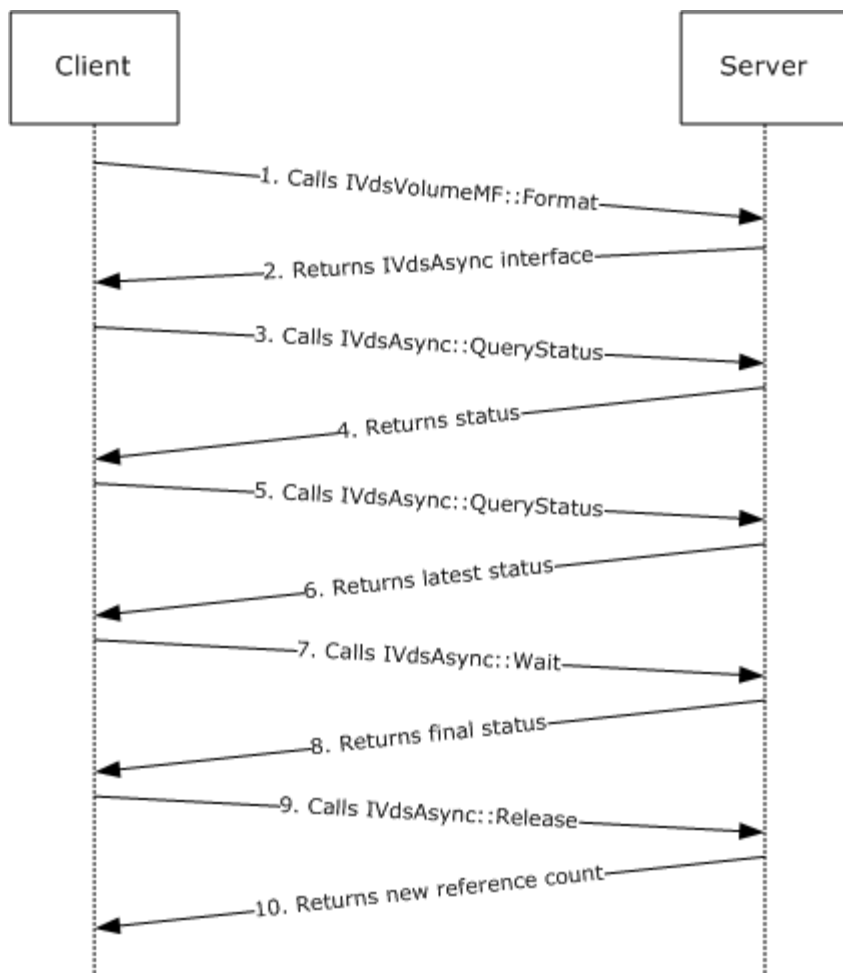 Client
Server
1. Calls IVdsVolumeMF::Format
2. Returns IVdsAsync interface
3. Calls IVdsAsync::QueryStatus
4. Returns status
5. Calls IVdsAsync::QueryStatus
6. Returns latest status
7. Calls IVdsAsync::Wait
8. Returns final status
9. Calls IVdsAsync::Release
10. Returns new reference count